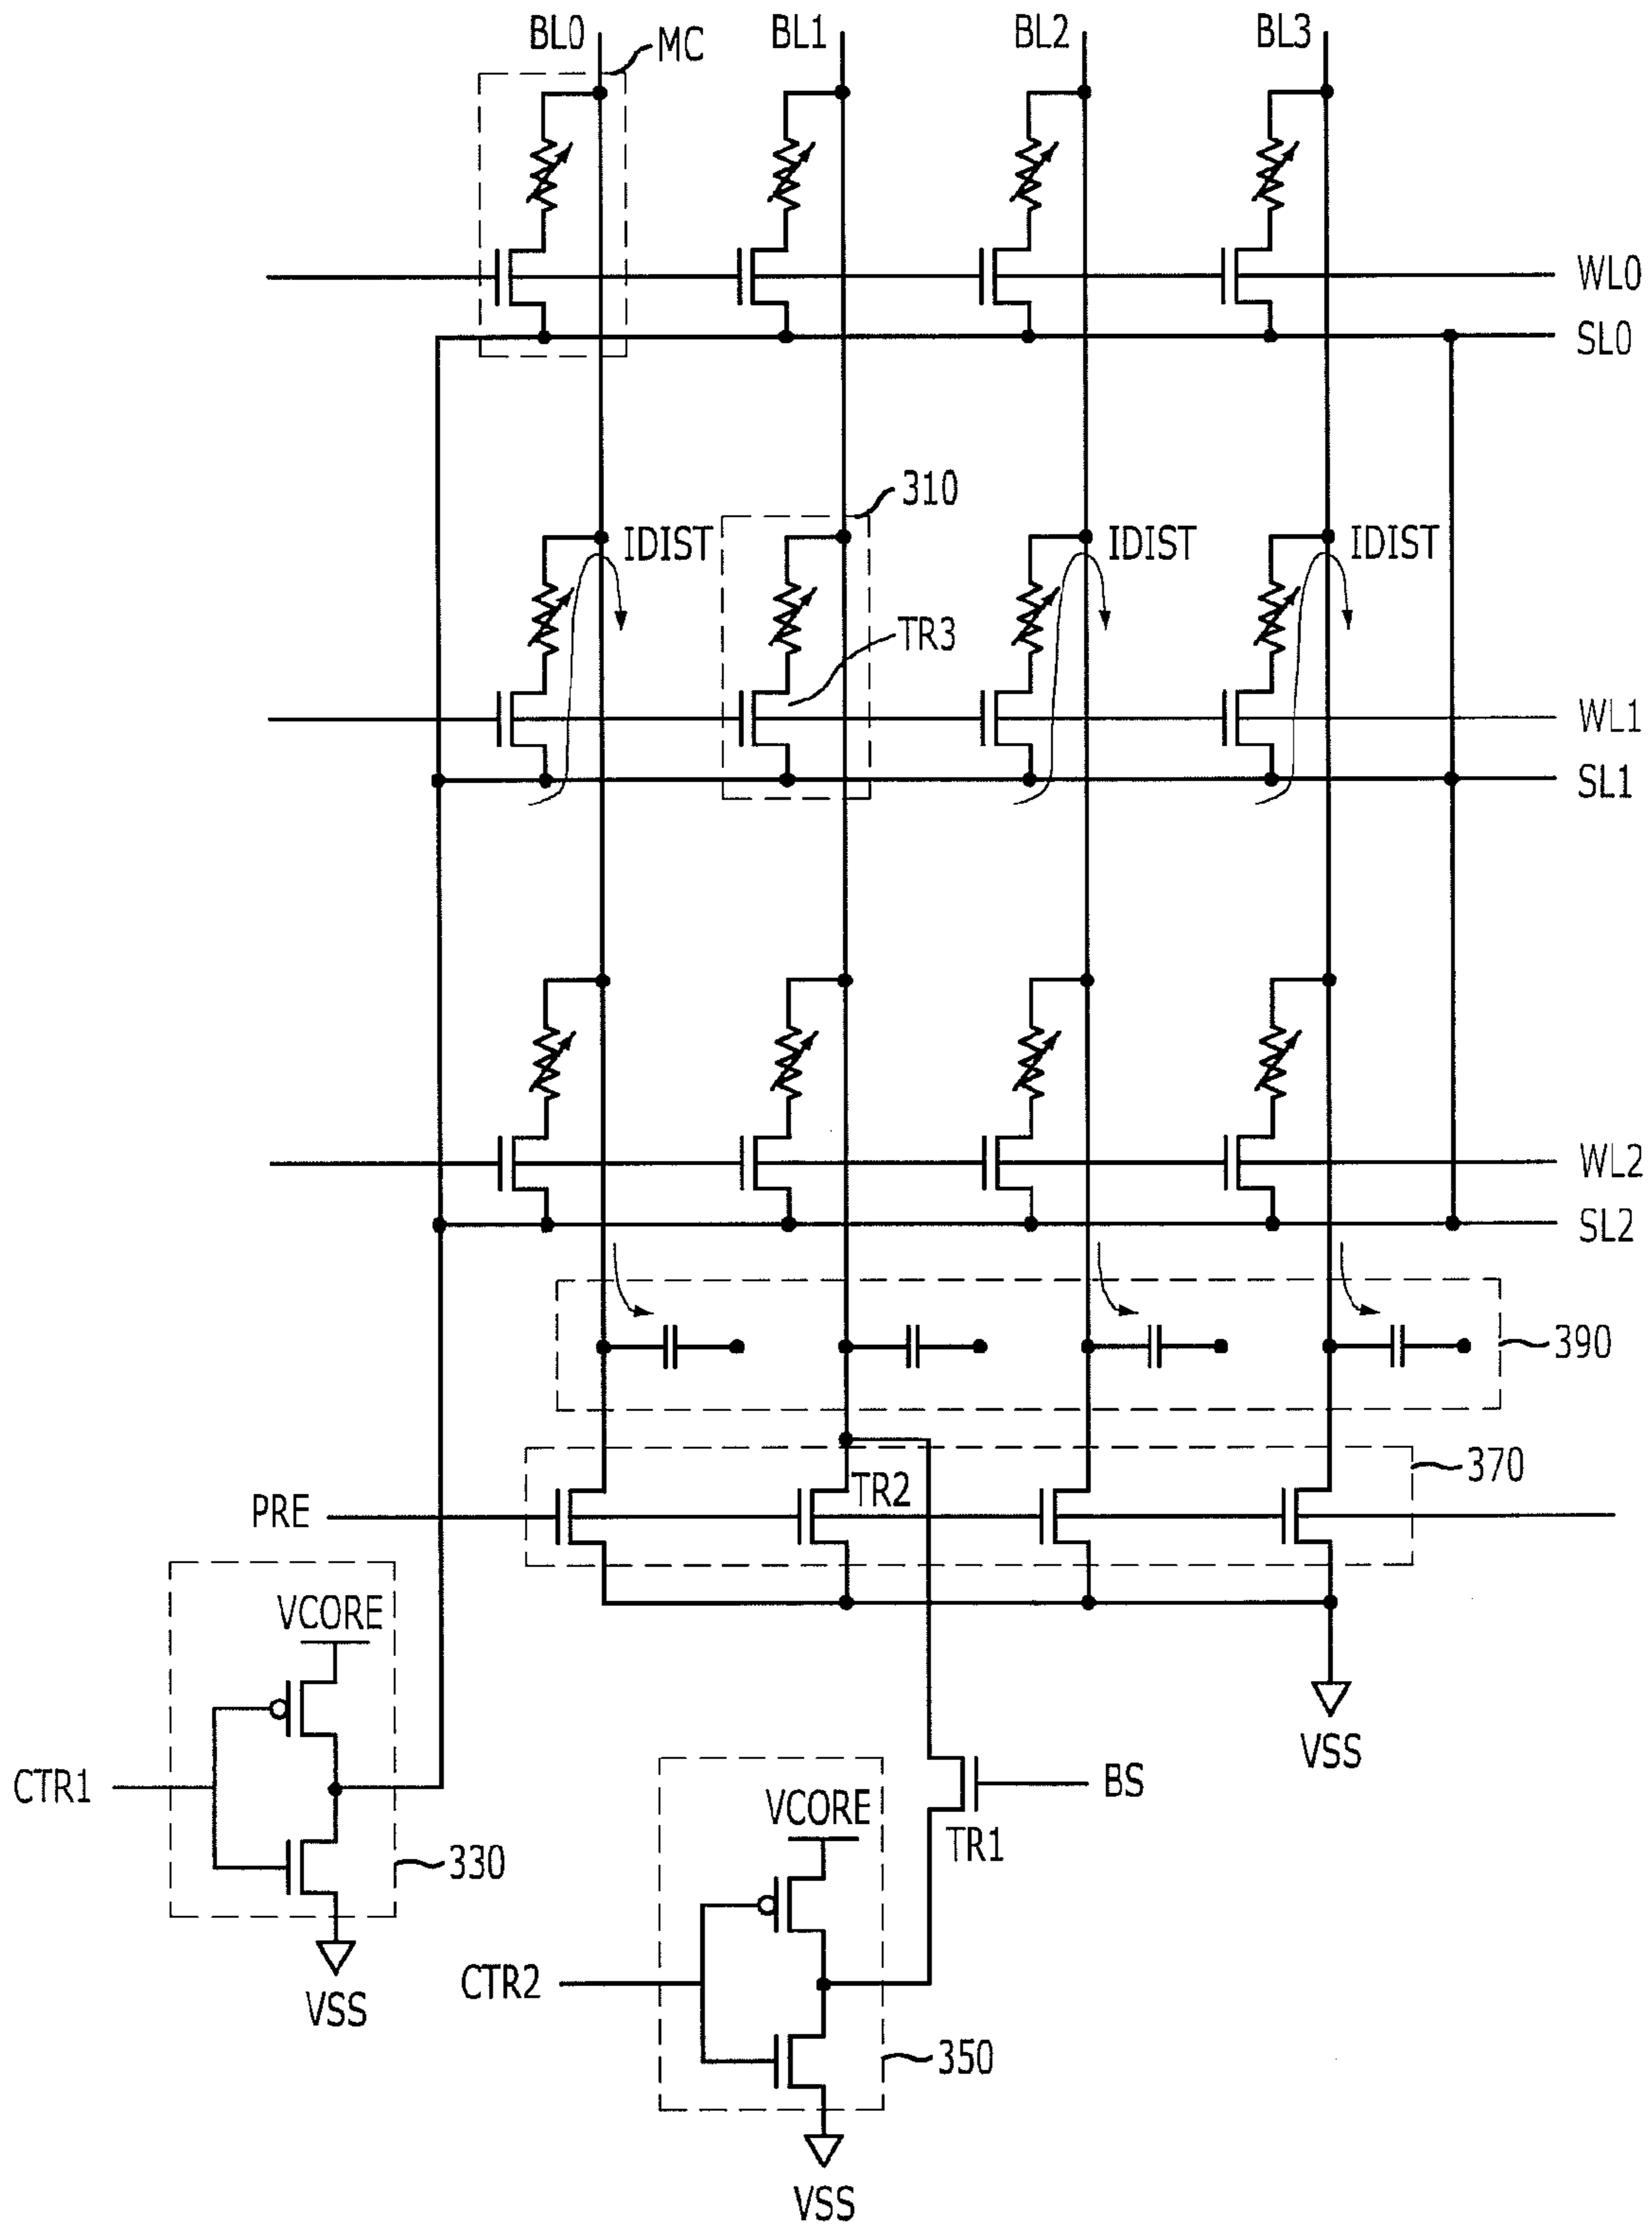 BL0
MC
BL1
BL2
BL3
WL0
SL0
310
IDIST
IDIST
IDIST
TR3
WL1
SL1
WL2
SL2
390
370
TR2
PRE
VCORE
VSS
CTR1
BS
VCORE
TR1
330
CTR2
VSS
350
VSS